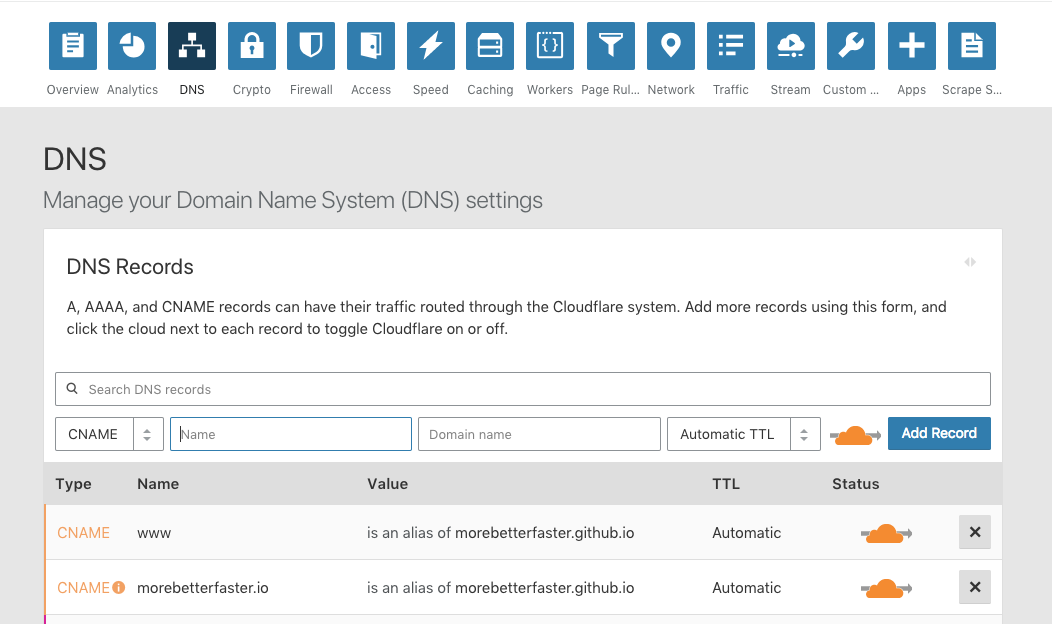 Overview Analytics DNS Crypto Firewall Access Speed Caching Workers Page Rul... Network Traffic Stream Custom ... Apps Scrape S...
DNS
Manage your Domain Name System (DNS) settings
DNS Records
A, AAAA, and CNAME records can have their traffic routed through the Cloudflare system. Add more records using this form, and
click the cloud next to each record to toggle Cloudflare on or off.
Search DNS records
CNAME Name Domain name Automatic TTL Add Record
Type Name Value TTL Status
CNAME www is an alias of morebetterfaster.github.io Automatic
CNAME morebetterfaster.io is an alias of morebetterfaster.github.io Automatic